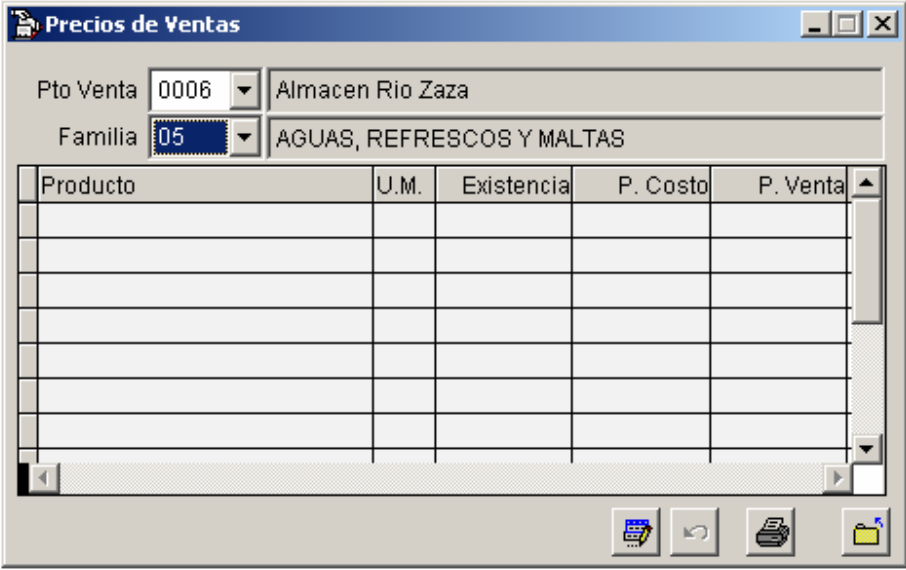 Precios de Ventas
Pto Venta 0006 Almacen Rio Zaza
Familia 05 AGUAS, REFRESCOS Y MALTAS
Producto U.M. Existencia P. Costo P. Venta